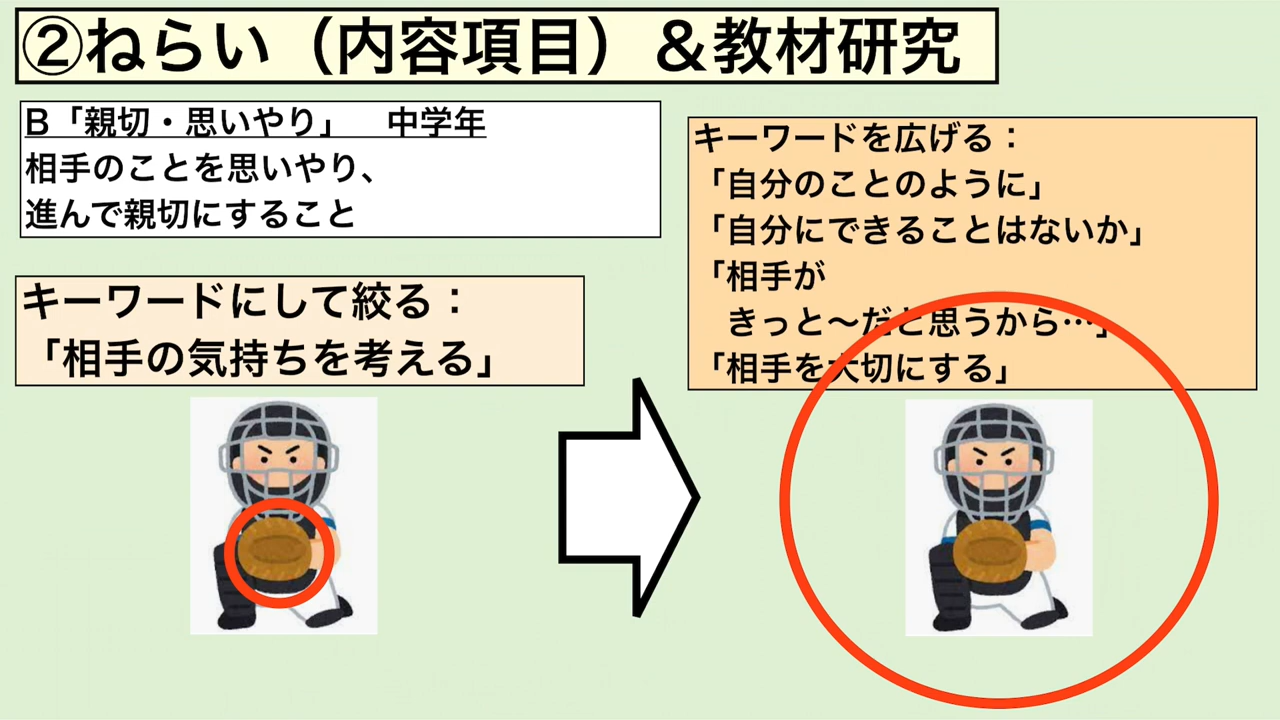 ②ねらい（内容項目）＆教材研究
B「親切・思いやり」　中学年
相手のことを思いやり、
進んで親切にすること
キーワードにして絞る：
「相手の気持ちを考える」
キーワードを広げる：
「自分のことのように」
「自分にできることはないか」
「相手が
きっと〜だと思うから…」
「相手を大切にする」